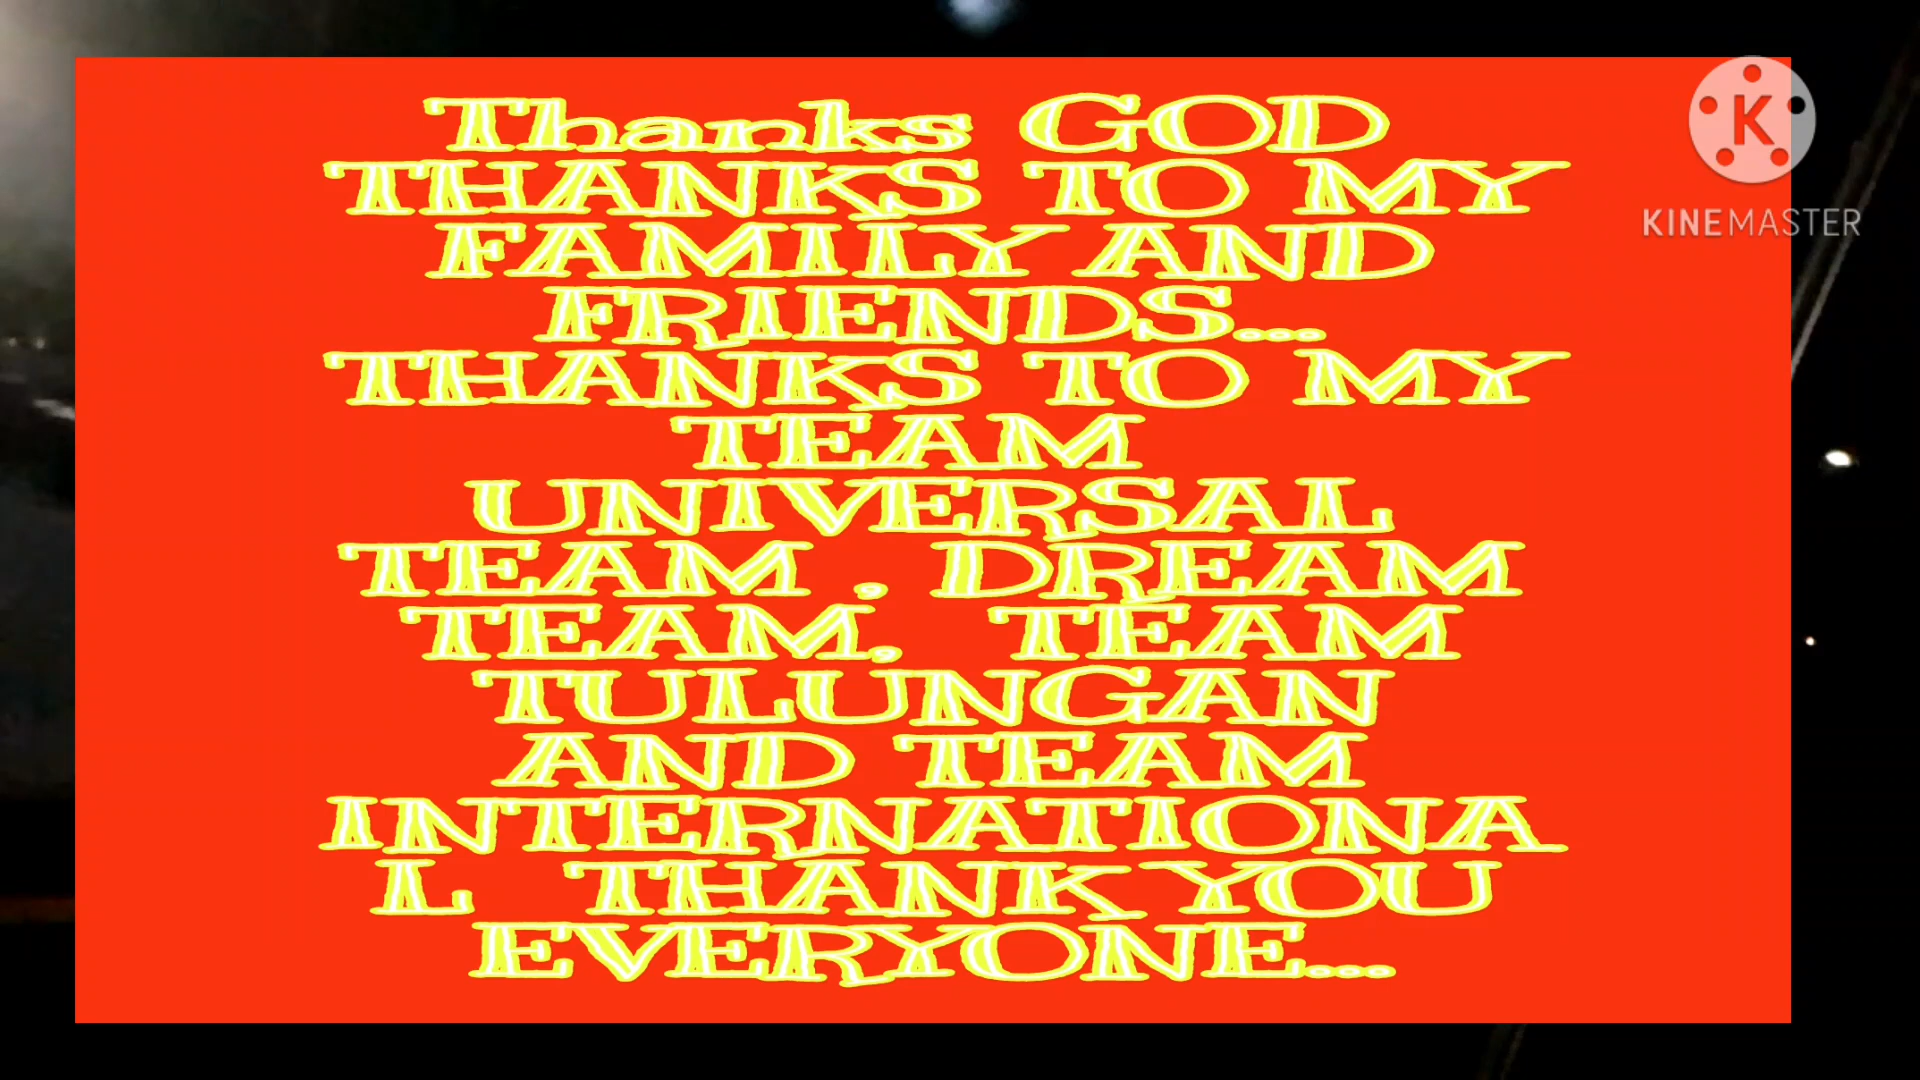 Thanks GOD
THANKS TO MY
FAMILY AND
FRIENDS...
THANKS TO MY
TEAM
UNIVERSAL
TEAM , DREAM
TEAM, TEAM
TULUNGAN
AND TEAM
INTERNATIONA
L THANK YOU
EVERYONE...
K
KINEMASTER